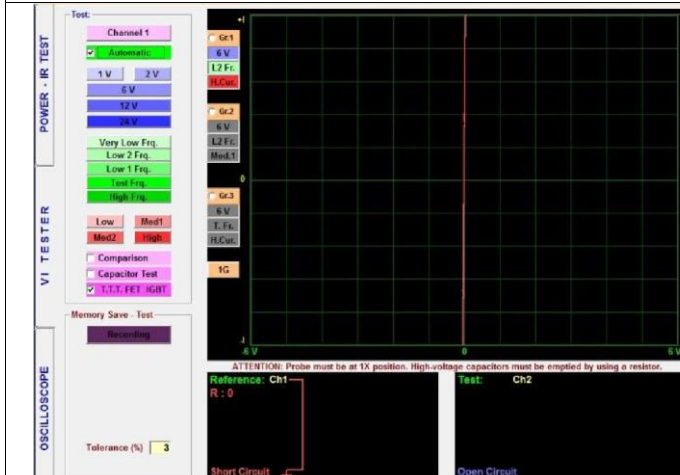 POWER - IR TEST
VI TESTER
OSCILLOSCOPE
Test:
Channel 1
Automatic
1 V 2 V
6 V
12 V
24 V
Very Low Frq.
Low 2 Frq.
Low 1 Frq.
Test Frq.
High Frq.
Low Med1
Med2 High
Comparison
Capacitor Test
T.T.T. FET IGBT
Memory Save - Test
Recording
Tolerance (%) 3
Gr.1
6 V
L2 Fr.
H.Cur.
Gr.2
6 V
L2 Fr.
Med.1
Gr.3
6 V
T. Fr.
H.Cur.
1G
+I
0
-I
-6 V 0 6 V
ATTENTION: Probe must be at 1X position. High-voltage capacitors must be emptied by using a resistor.
Reference: Ch1
R : 0
Short Circuit
Test: Ch2
Open Circuit